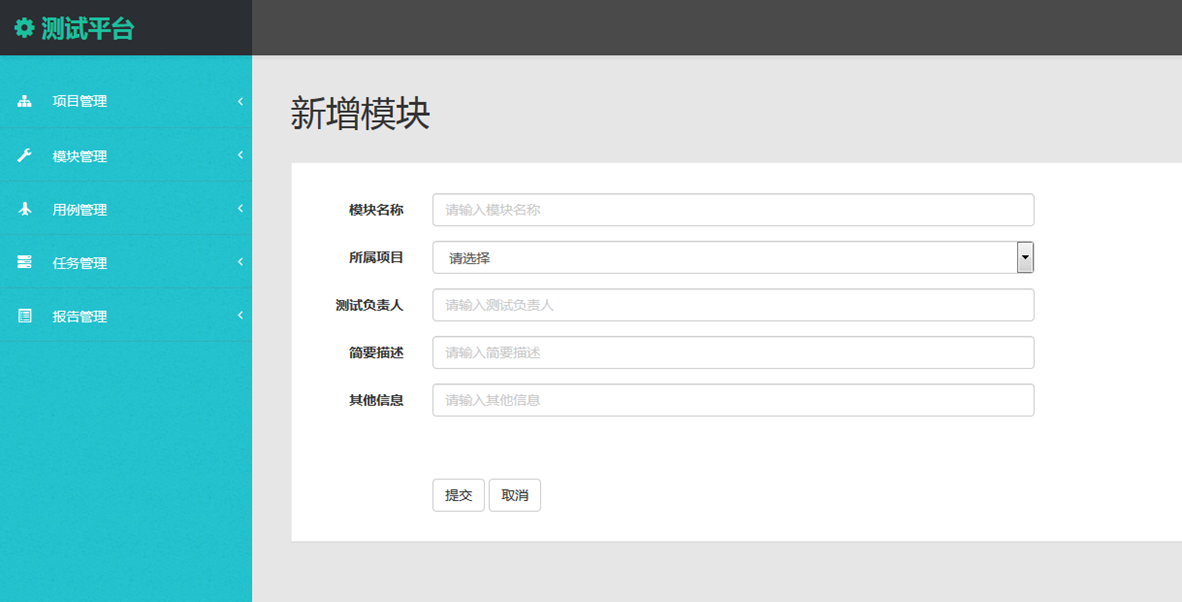 测试平台
项目管理
模块管理
用例管理
任务管理
报告管理
新增模块
模块名称 请输入模块名称
所属项目 请选择
测试负责人 请输入测试负责人
简要描述 请输入简要描述
其他信息 请输入其他信息
提交 取消